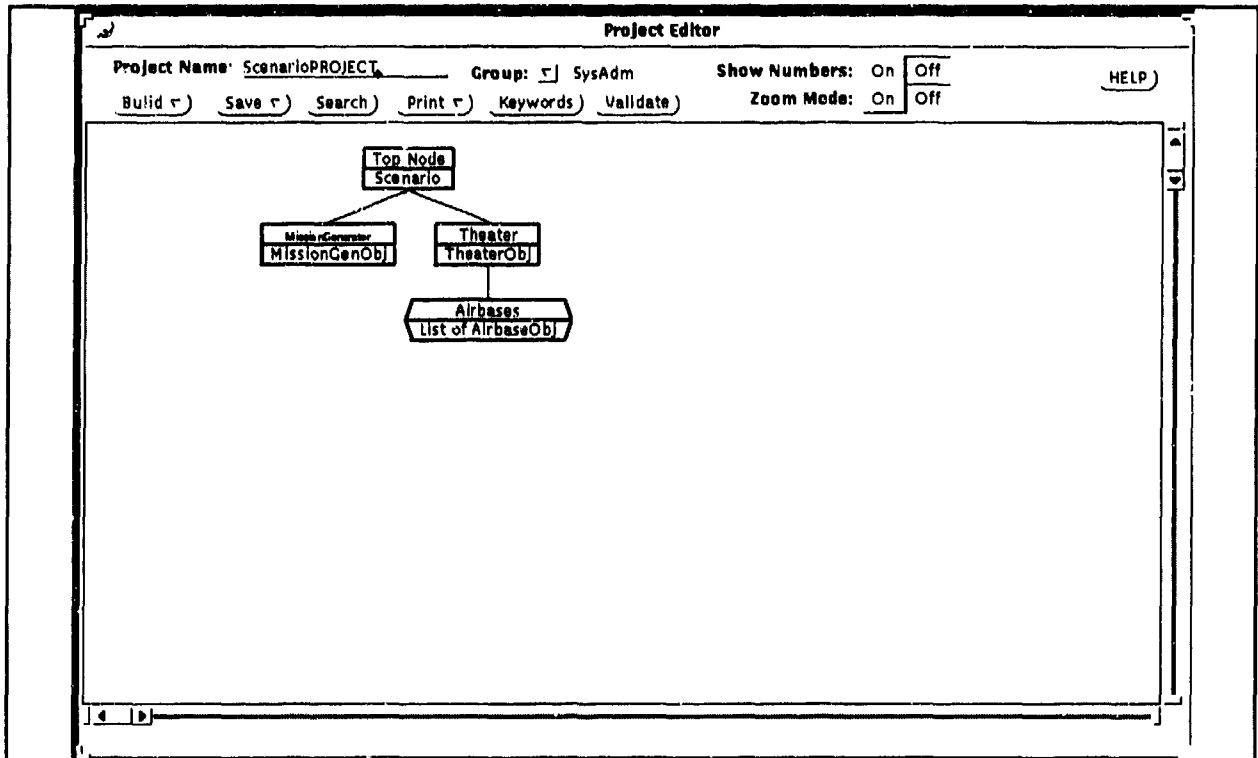 Project Editor
Project Name: ScenarioPROJECT Group: SysAdm Show Numbers: On Off HELP
Build Save Search Print Keywords Validate Zoom Mode: On Off
Top Node
Scenario
MissionGenerator Theater
MissionGenObj TheaterObj
Airbases
List of AirbaseObj